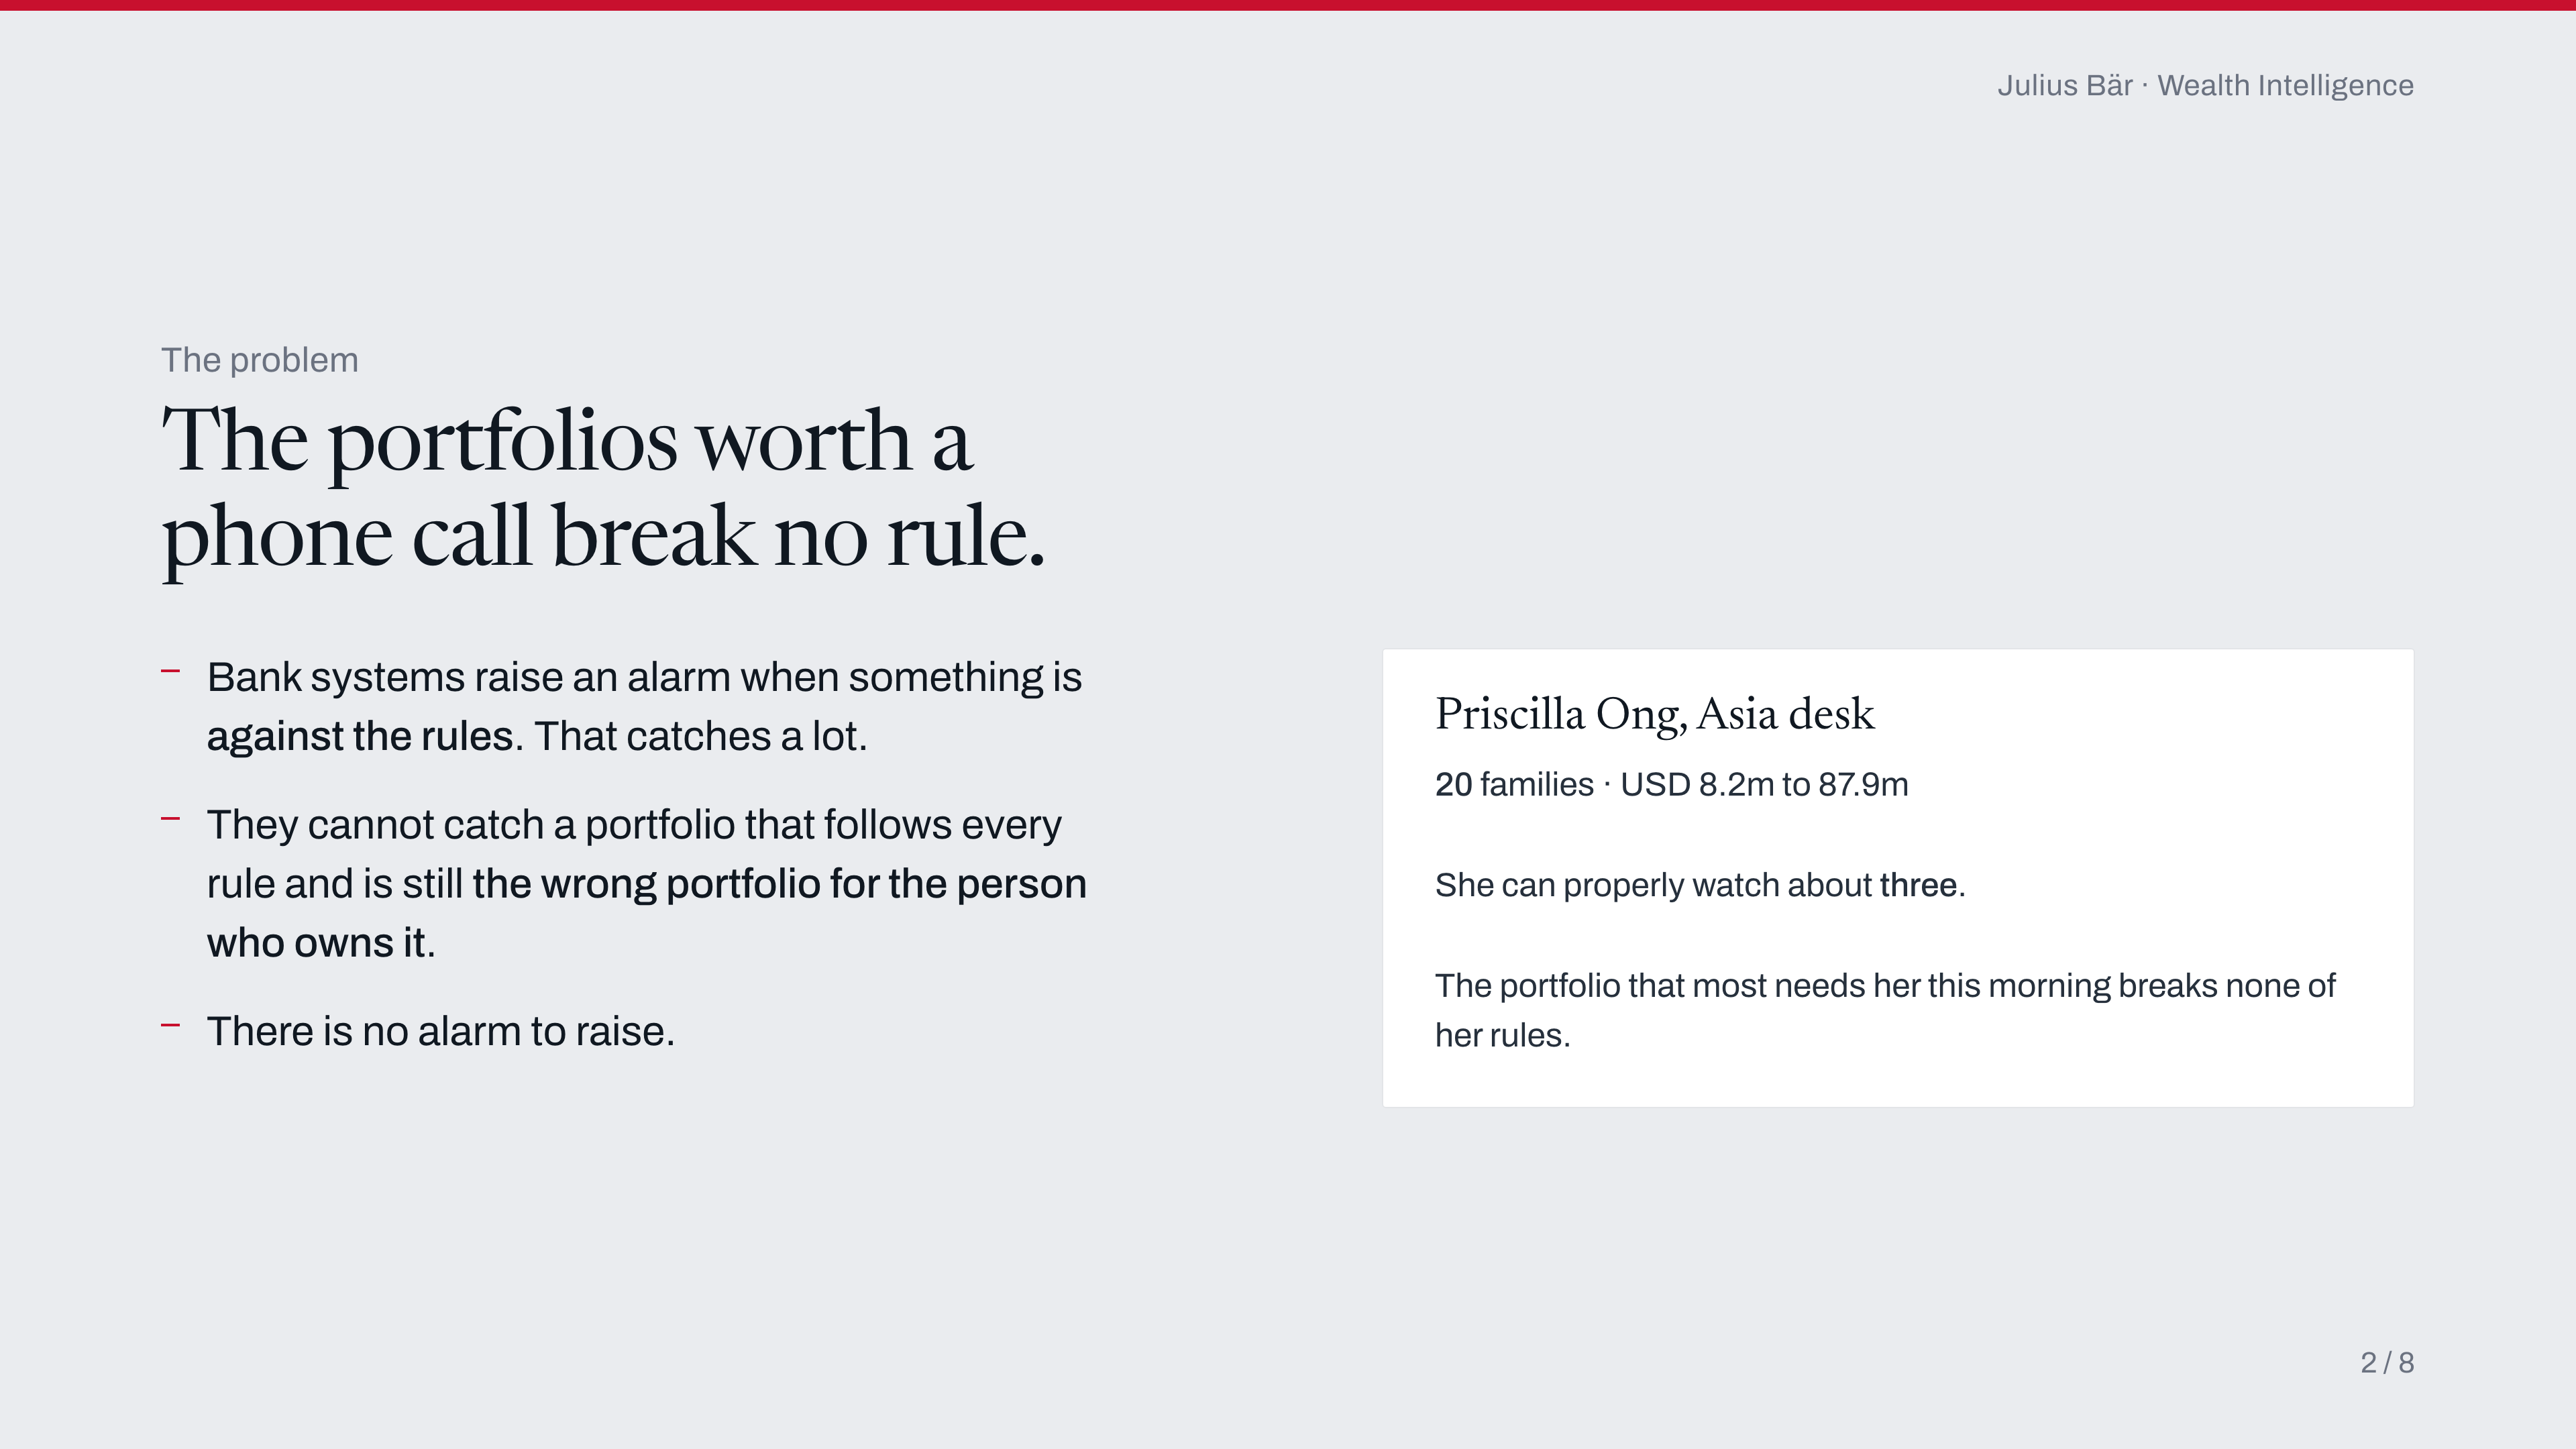 Julius Bär · Wealth Intelligence
The problem
The portfolios worth a
phone call break no rule.
– Bank systems raise an alarm when something is
against the rules. That catches a lot.
– They cannot catch a portfolio that follows every
rule and is still the wrong portfolio for the person
who owns it.
– There is no alarm to raise.
Priscilla Ong, Asia desk
20 families · USD 8.2m to 87.9m
She can properly watch about three.
The portfolio that most needs her this morning breaks none of
her rules.
2 / 8